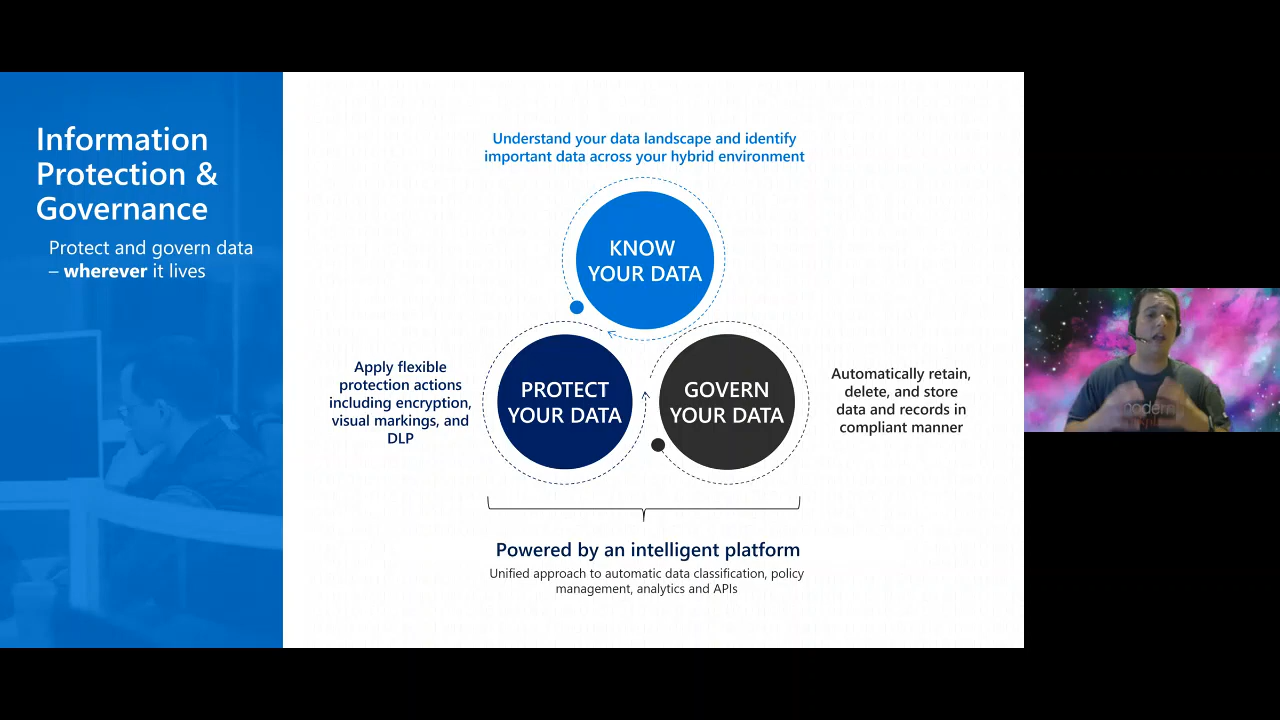 Information
Protection &
Governance
Protect and govern data
– wherever it lives
Understand your data landscape and identify
important data across your hybrid environment
KNOW
YOUR DATA
Apply flexible
protection actions
including encryption,
visual markings, and
DLP
PROTECT
YOUR DATA
GOVERN
YOUR DATA
Automatically retain,
delete, and store
data and records in
compliant manner
Powered by an intelligent platform
Unified approach to automatic data classification, policy
management, analytics and APIs